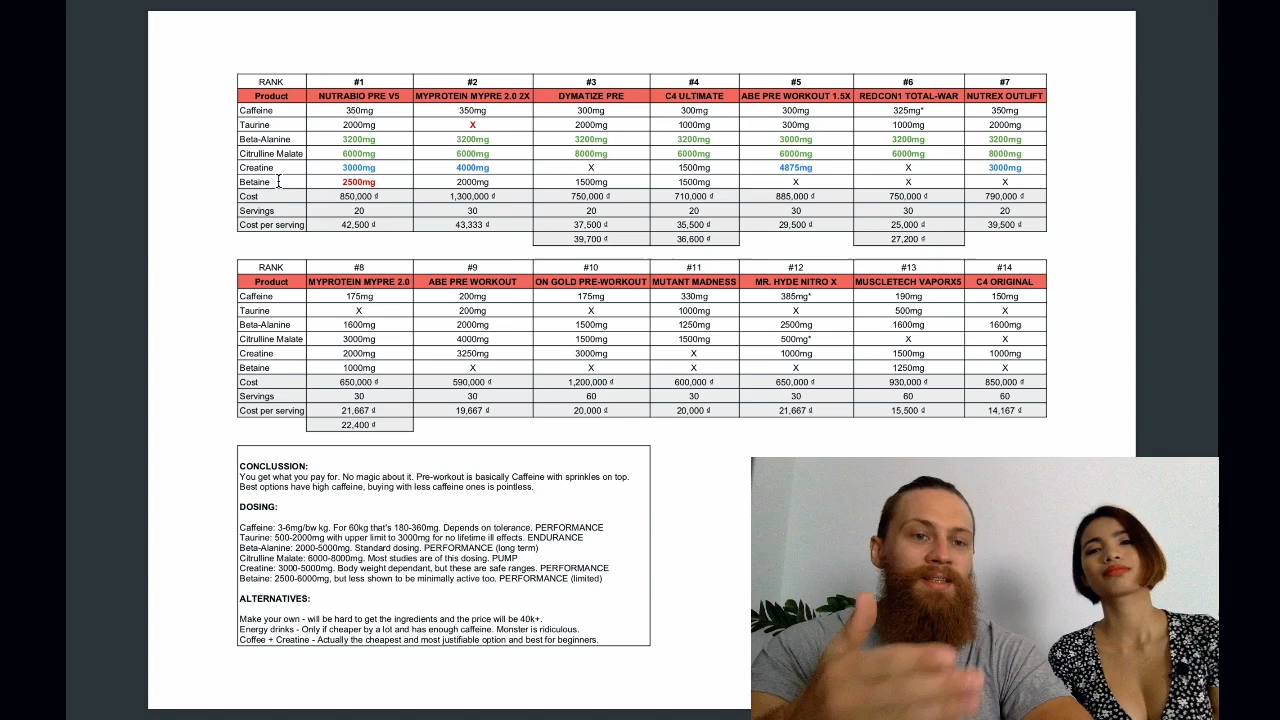 RANK #1 #2 #3 #4 #5 #6 #7
Product NUTRABIO PRE V5 MYPROTEIN MYPRE 2.0 2X DYMATIZE PRE C4 ULTIMATE ABE PRE WORKOUT 1.5X REDCON1 TOTAL-WAR NUTREX OUTLIFT
Caffeine 350mg 350mg 300mg 300mg 300mg 325mg* 350mg
Taurine 2000mg X 2000mg 1000mg 300mg 1000mg 2000mg
Beta-Alanine 3200mg 3200mg 3200mg 3200mg 3000mg 3200mg 3200mg
Citrulline Malate 6000mg 6000mg 8000mg 6000mg 6000mg 6000mg 8000mg
Creatine 3000mg 4000mg X 1500mg 4875mg X 3000mg
Betaine 2500mg 2000mg 1500mg 1500mg X X X
Cost 850,000 ₫ 1,300,000 ₫ 750,000 ₫ 710,000 ₫ 885,000 ₫ 750,000 ₫ 790,000 ₫
Servings 20 30 20 20 30 30 20
Cost per serving 42,500 ₫ 43,333 ₫ 37,500 ₫ 35,500 ₫ 29,500 ₫ 25,000 ₫ 39,500 ₫
39,700 ₫ 36,600 ₫ 27,200 ₫
RANK #8 #9 #10 #11 #12 #13 #14
Product MYPROTEIN MYPRE 2.0 ABE PRE WORKOUT ON GOLD PRE-WORKOUT MUTANT MADNESS MR. HYDE NITRO X MUSCLETECH VAPORX5 C4 ORIGINAL
Caffeine 175mg 200mg 175mg 330mg 385mg* 190mg 150mg
Taurine X 200mg X 1000mg X 500mg X
Beta-Alanine 1600mg 2000mg 1500mg 1250mg 2500mg 1600mg 1600mg
Citrulline Malate 3000mg 4000mg 1500mg 1500mg 500mg* X X
Creatine 2000mg 3250mg 3000mg X 1000mg 1500mg 1000mg
Betaine 1000mg X X X X 1250mg X
Cost 650,000 ₫ 590,000 ₫ 1,200,000 ₫ 600,000 ₫ 650,000 ₫ 930,000 ₫ 850,000 ₫
Servings 30 30 60 30 30 60 60
Cost per serving 21,667 ₫ 19,667 ₫ 20,000 ₫ 20,000 ₫ 21,667 ₫ 15,500 ₫ 14,167 ₫
22,400 ₫
CONCLUSSION:
You get what you pay for. No magic about it. Pre-workout is basically Caffeine with sprinkles on top.
Best options have high caffeine, buying with less caffeine ones is pointless.
DOSING:
Caffeine: 3-6mg/bw kg. For 60kg that's 180-360mg. Depends on tolerance. PERFORMANCE
Taurine: 500-2000mg with upper limit to 3000mg for no lifetime ill effects. ENDURANCE
Beta-Alanine: 2000-5000mg. Standard dosing. PERFORMANCE (long term)
Citrulline Malate: 6000-8000mg. Most studies are of this dosing. PUMP
Creatine: 3000-5000mg. Body weight dependant, but these are safe ranges. PERFORMANCE
Betaine: 2500-6000mg, but less shown to be minimally active too. PERFORMANCE (limited)
ALTERNATIVES:
Make your own - will be hard to get the ingredients and the price will be 40k+.
Energy drinks - Only if cheaper by a lot and has enough caffeine. Monster is ridiculous.
Coffee + Creatine - Actually the cheapest and most justifiable option and best for beginners.